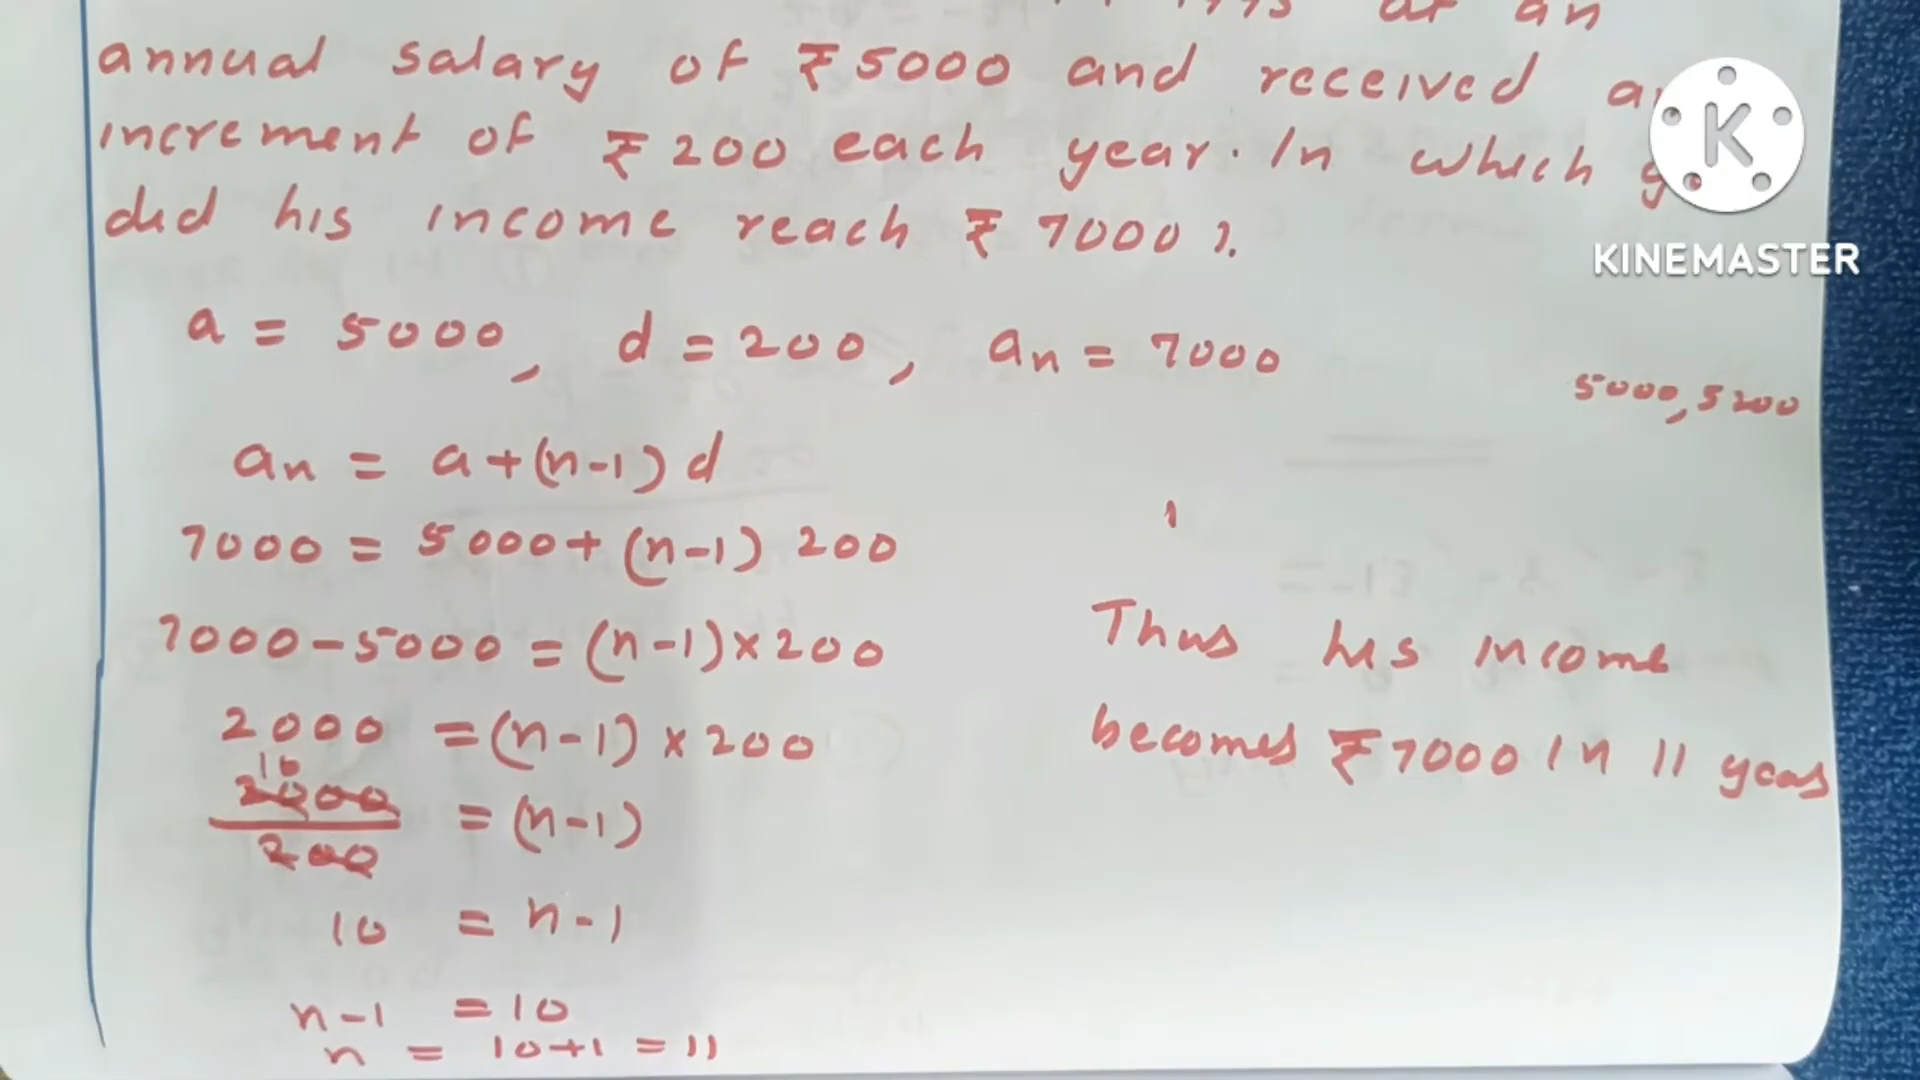 1995 at an
annual salary of ₹5000 and received
increment of ₹200 each year. In which
did his income reach ₹7000 ?.
a = 5000, d = 200, an = 7000
5000, 5200
an = a+(n-1) d
7000 = 5000+ (n-1) 200
7000-5000 = (n-1)×200
2000 = (n-1) × 200
10
2000 = (n-1)
200
10 = n-1
n-1 = 10
n = 10+1 = 11
Thus his income
becomes ₹7000 in 11 years
KINEMASTER
K